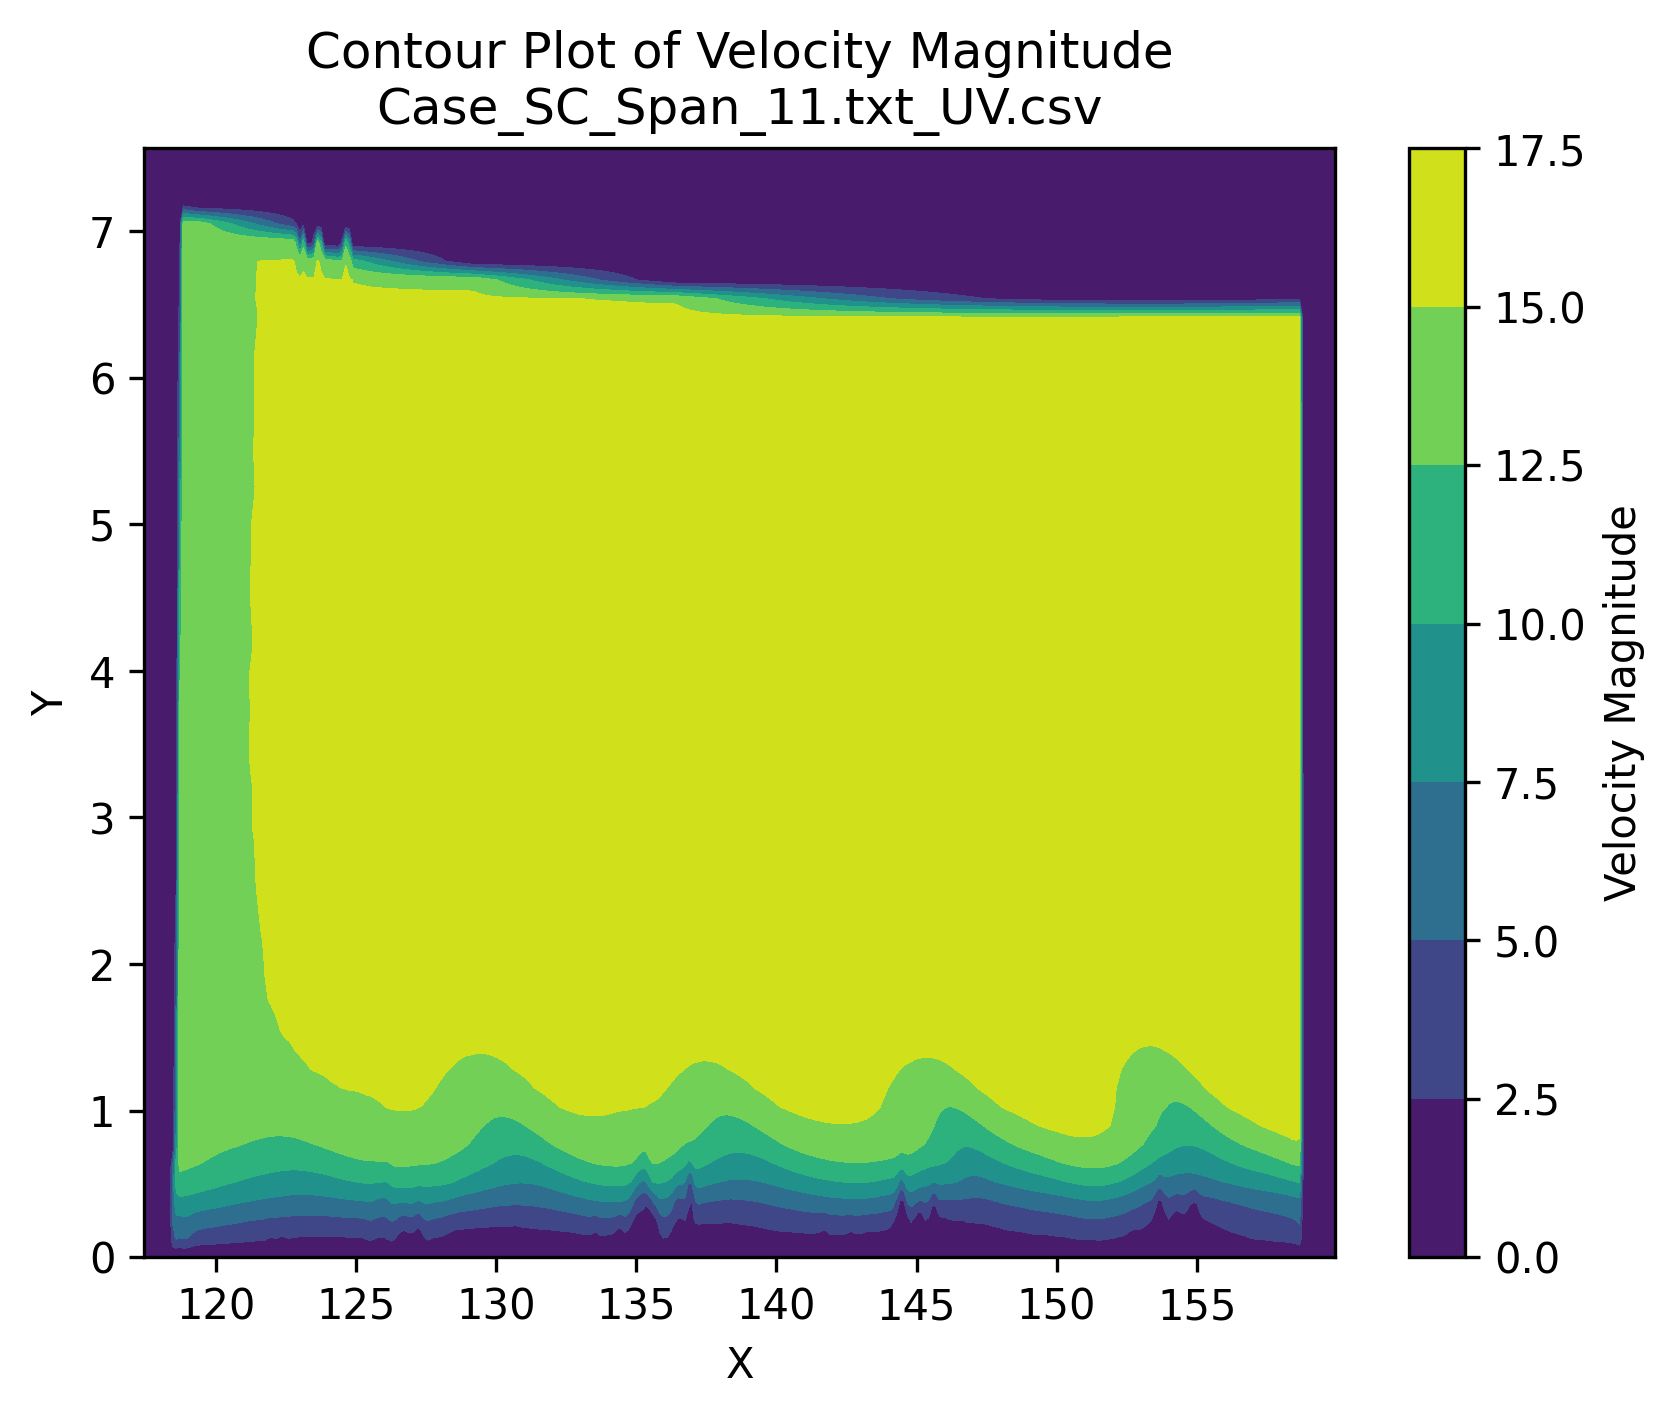 Contour Plot of Velocity Magnitude
Case_SC_Span_11.txt_UV.csv
7
6
5
4
3
2
1
0
Y
120 125 130 135 140 145 150 155
X
17.5
15.0
12.5
10.0
7.5
5.0
2.5
0.0
Velocity Magnitude